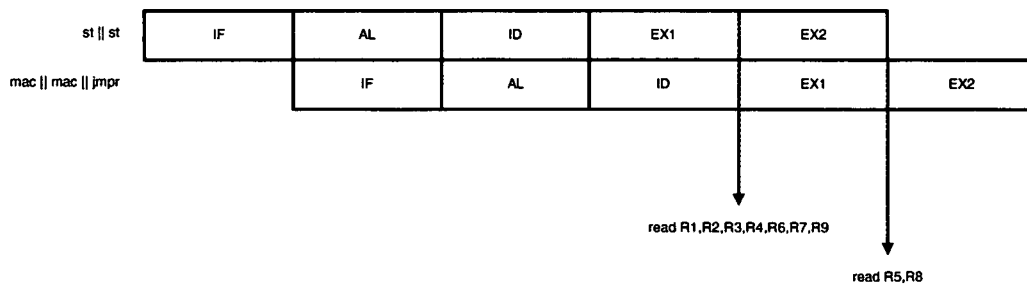 st || st IF AL ID EX1 EX2
mac || mac || jmpr IF AL ID EX1 EX2
read R1,R2,R3,R4,R6,R7,R9
read R5,R8